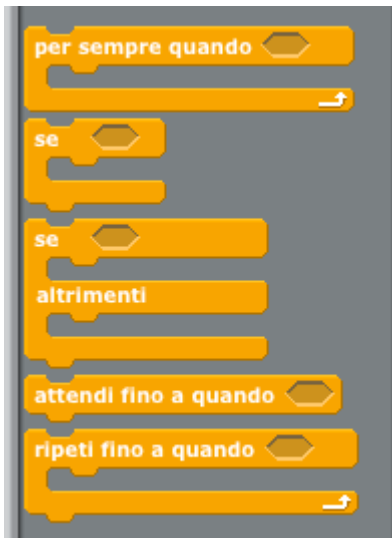 per sempre quando
se
se
altrimenti
attendi fino a quando
ripeti fino a quando